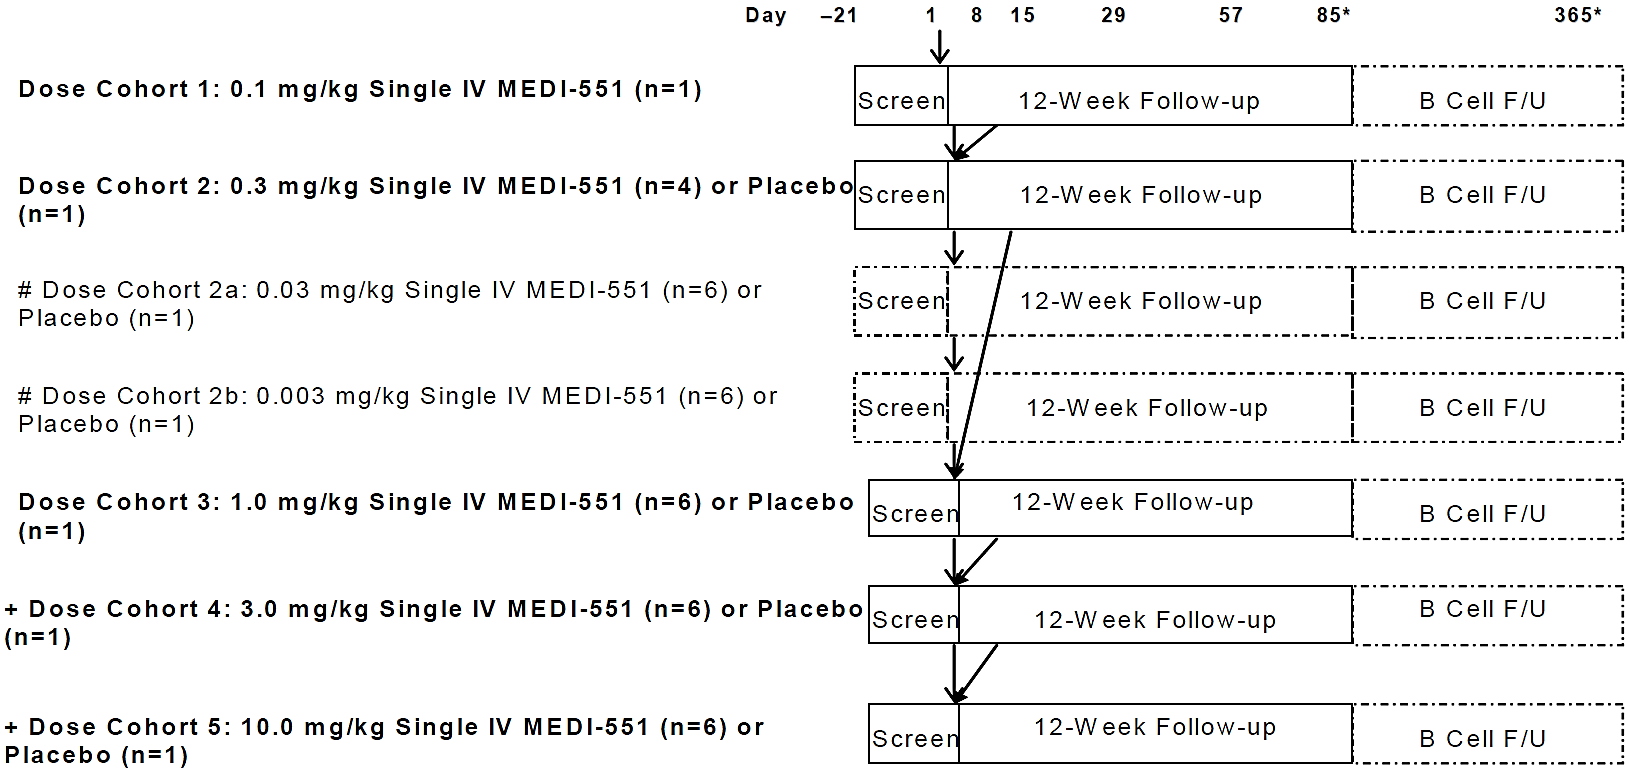 Day –21 1 8 15 29 57 85* 365*
Dose Cohort 1: 0.1 mg/kg Single IV MEDI-551 (n=1)
Screen 12-Week Follow-up B Cell F/U
Dose Cohort 2: 0.3 mg/kg Single IV MEDI-551 (n=4) or Placebo
(n=1)
Screen 12-Week Follow-up B Cell F/U
# Dose Cohort 2a: 0.03 mg/kg Single IV MEDI-551 (n=6) or
Placebo (n=1)
Screen 12-Week Follow-up B Cell F/U
# Dose Cohort 2b: 0.003 mg/kg Single IV MEDI-551 (n=6) or
Placebo (n=1)
Screen 12-Week Follow-up B Cell F/U
Dose Cohort 3: 1.0 mg/kg Single IV MEDI-551 (n=6) or Placebo
(n=1)
Screen 12-Week Follow-up B Cell F/U
+ Dose Cohort 4: 3.0 mg/kg Single IV MEDI-551 (n=6) or Placebo
(n=1)
Screen 12-Week Follow-up B Cell F/U
+ Dose Cohort 5: 10.0 mg/kg Single IV MEDI-551 (n=6) or
Placebo (n=1)
Screen 12-Week Follow-up B Cell F/U